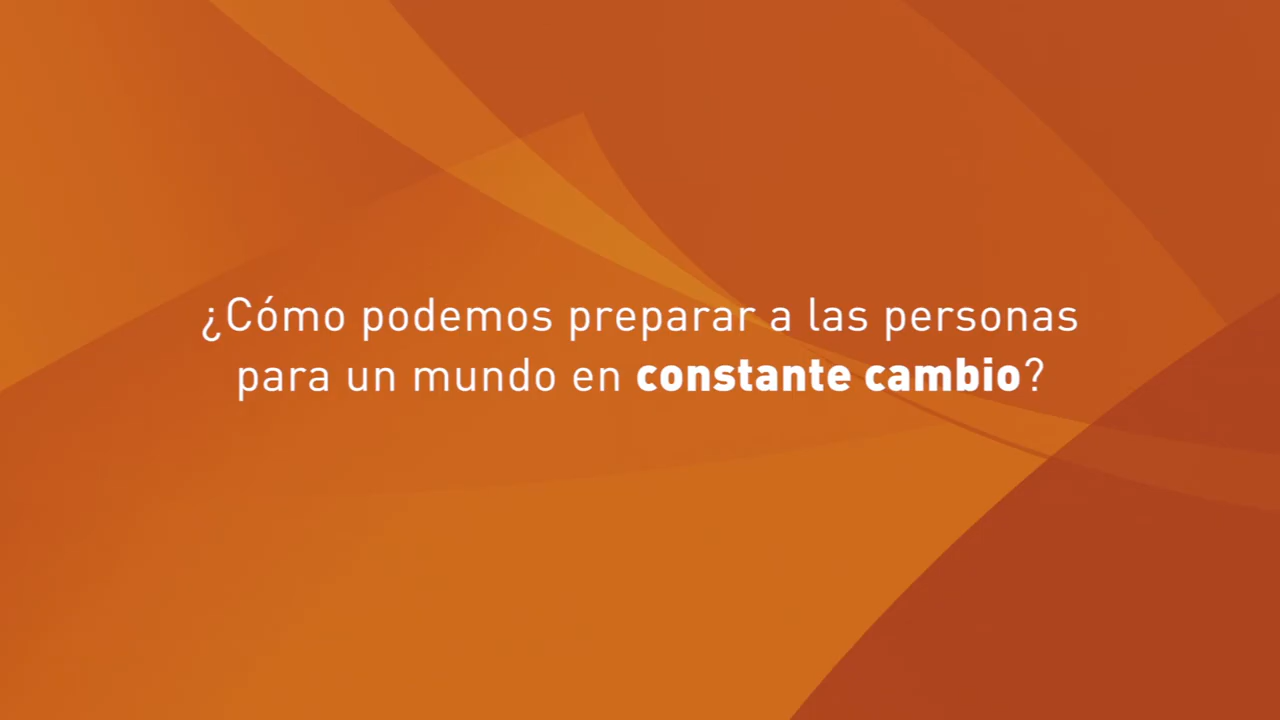 ¿Cómo podemos preparar a las personas
para un mundo en constante cambio?